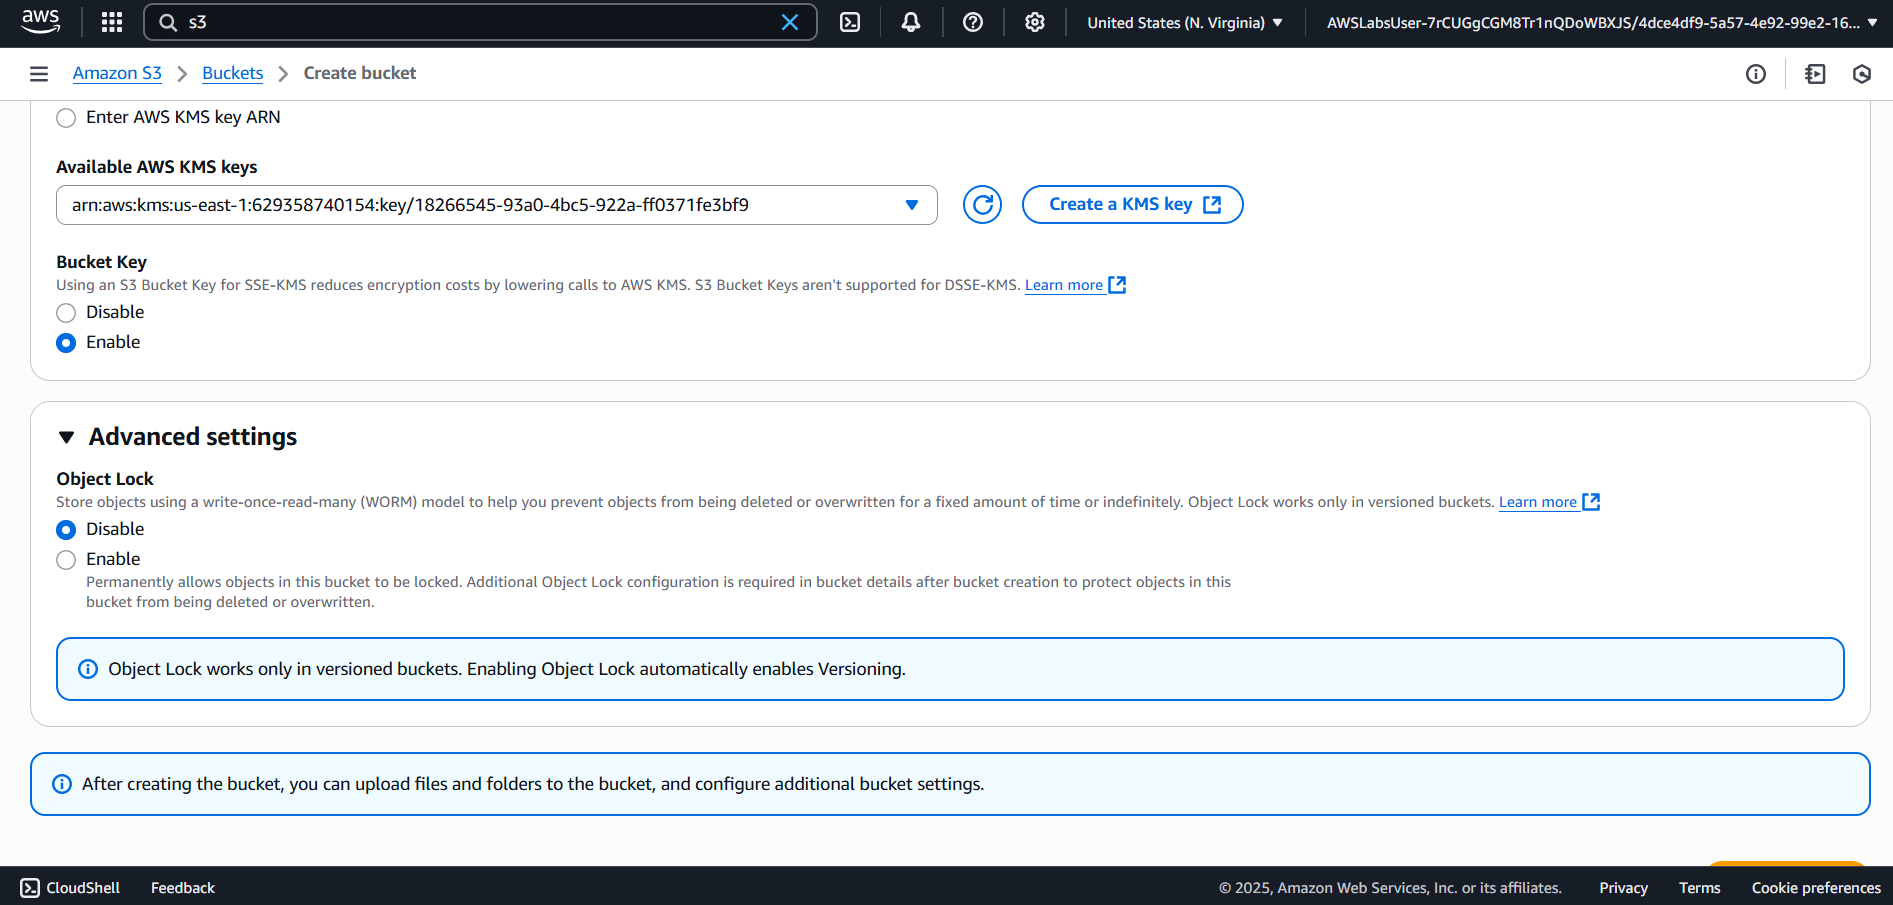 aws
s3
United States (N. Virginia)
AWSLabsUser-7rCUGgCGM8Tr1nQDoWBXJS/4dce4df9-5a57-4e92-99e2-16...
Amazon S3
Buckets
Create bucket
Enter AWS KMS key ARN
Available AWS KMS keys
arn:aws:kms:us-east-1:629358740154:key/18266545-93a0-4bc5-922a-ff0371fe3bf9
Create a KMS key
Bucket Key
Using an S3 Bucket Key for SSE-KMS reduces encryption costs by lowering calls to AWS KMS. S3 Bucket Keys aren't supported for DSSE-KMS. Learn more
Disable
Enable
Advanced settings
Object Lock
Store objects using a write-once-read-many (WORM) model to help you prevent objects from being deleted or overwritten for a fixed amount of time or indefinitely. Object Lock works only in versioned buckets. Learn more
Disable
Enable
Permanently allows objects in this bucket to be locked. Additional Object Lock configuration is required in bucket details after bucket creation to protect objects in this
bucket from being deleted or overwritten.
Object Lock works only in versioned buckets. Enabling Object Lock automatically enables Versioning.
After creating the bucket, you can upload files and folders to the bucket, and configure additional bucket settings.
CloudShell
Feedback
© 2025, Amazon Web Services, Inc. or its affiliates.
Privacy
Terms
Cookie preferences